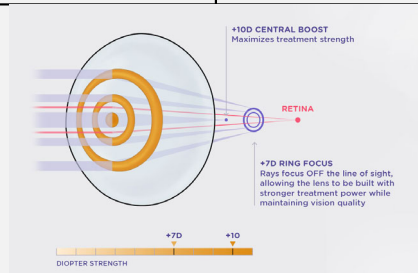 +10D CENTRAL BOOST
Maximizes treatment strength
RETINA
+7D RING FOCUS
Rays focus OFF the line of sight,
allowing the lens to be built with
stronger treatment power while
maintaining vision quality
+7D
+10
DIOPTER STRENGTH